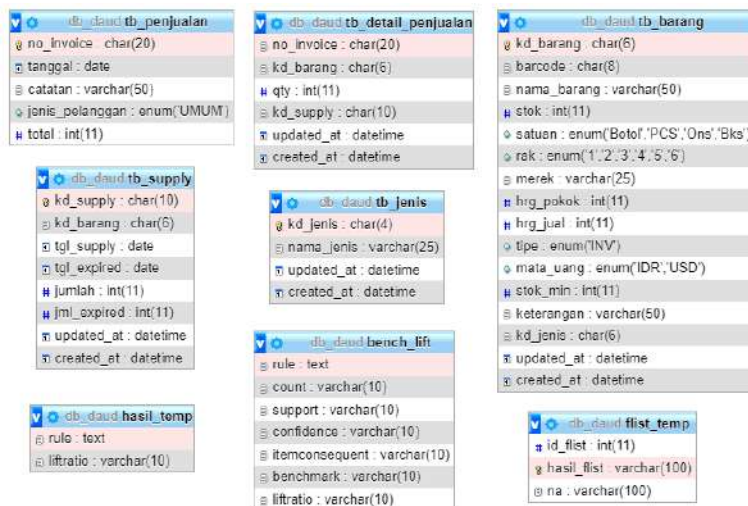 db_daud tb_penjualan
no_invoice : char(20)
tanggal : date
catatan : varchar(50)
jenis_pelanggan : enum('UMUM')
total : int(11)
db_daud tb_detail_penjualan
no_invoice : char(20)
kd_barang : char(6)
qty : int(11)
kd_supply : char(10)
updated_at : datetime
created_at : datetime
db_daud tb_barang
kd_barang : char(6)
barcode : char(8)
nama_barang : varchar(50)
stok : int(11)
satuan : enum('Botol','PCS','Ons','Bks')
rak : enum('1','2','3','4','5','6')
merek : varchar(25)
hrg_pokok : int(11)
hrg_jual : int(11)
tipe : enum('INV')
mata_uang : enum('IDR','USD')
stok_min : int(11)
keterangan : varchar(50)
kd_jenis : char(6)
updated_at : datetime
created_at : datetime
db_daud tb_supply
kd_supply : char(10)
kd_barang : char(6)
tgl_supply : date
tgl_expired : date
jumlah : int(11)
jml_expired : int(11)
updated_at : datetime
created_at : datetime
db_daud tb_jenis
kd_jenis : char(4)
nama_jenis : varchar(25)
updated_at : datetime
created_at : datetime
db_daud bench_lift
rule : text
count : varchar(10)
support : varchar(10)
confidence : varchar(10)
itemconsequent : varchar(10)
benchmark : varchar(10)
liftratio : varchar(10)
db_daud hasil_temp
rule : text
liftratio : varchar(10)
db_daud flist_temp
id_flist : int(11)
hasil_flist : varchar(100)
na : varchar(100)